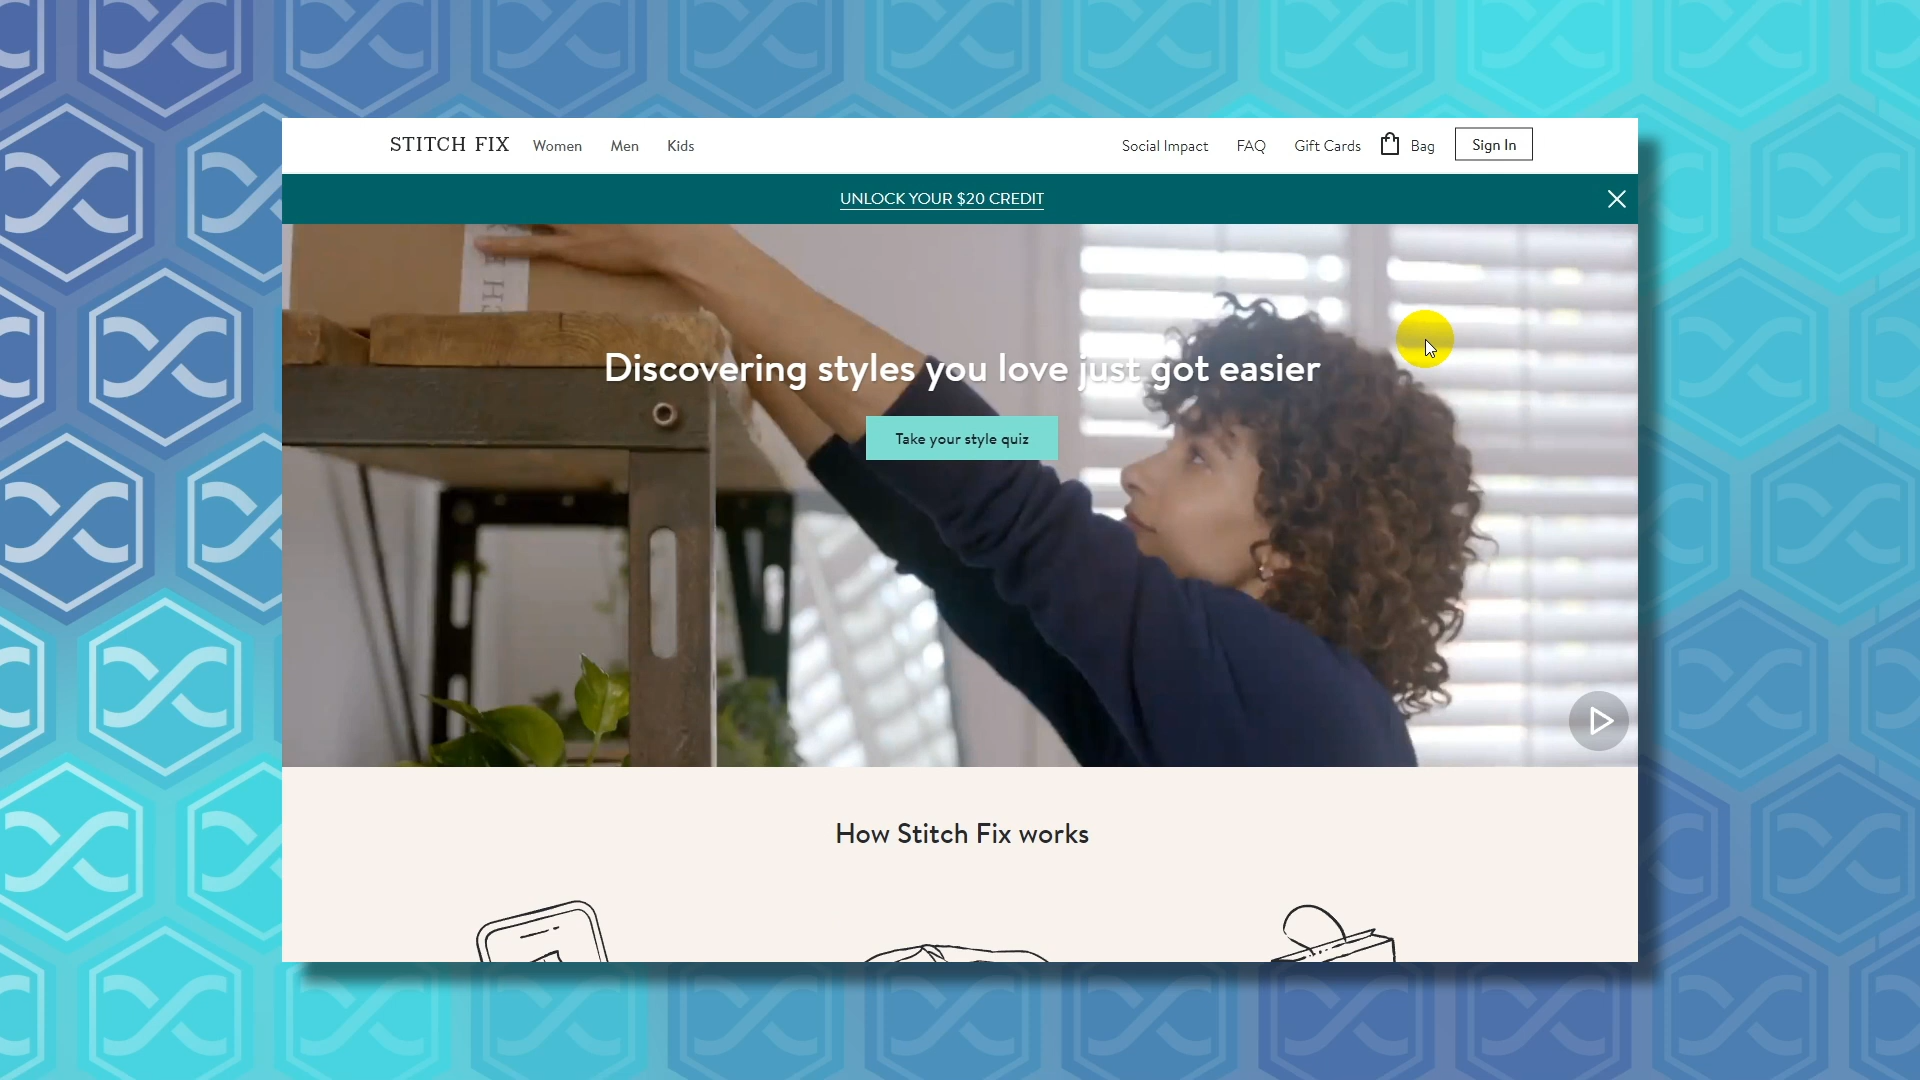 STITCH FIX Women Men Kids Social Impact FAQ Gift Cards Bag Sign In
UNLOCK YOUR $20 CREDIT
Discovering styles you love just got easier
Take your style quiz
How Stitch Fix works